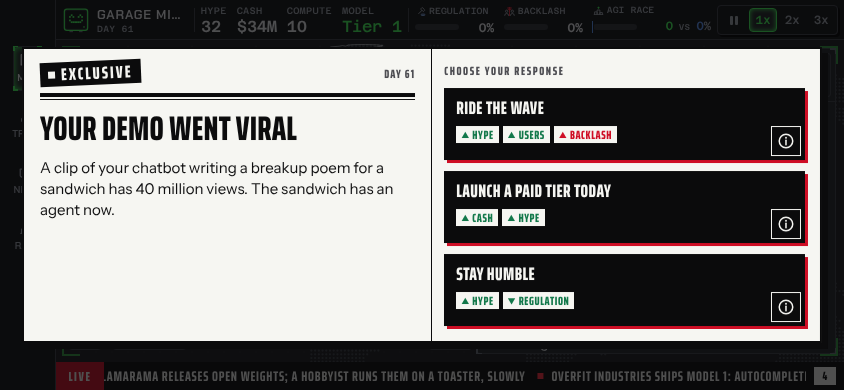 GARAGE MI...
DAY 61
HYPE
32
CASH
$34M
COMPUTE
10
MODEL
Tier 1
REGULATION
0%
BACKLASH
0%
AGI RACE
0 vs 0%
1x
2x
3x
EXCLUSIVE
DAY 61
YOUR DEMO WENT VIRAL
A clip of your chatbot writing a breakup poem for a
sandwich has 40 million views. The sandwich has an
agent now.
CHOOSE YOUR RESPONSE
RIDE THE WAVE
▲ HYPE ▲ USERS ▲ BACKLASH
LAUNCH A PAID TIER TODAY
▲ CASH ▲ HYPE
STAY HUMBLE
▲ HYPE ▼ REGULATION
LIVE
LAMARAMA RELEASES OPEN WEIGHTS; A HOBBYIST RUNS THEM ON A TOASTER, SLOWLY ■ OVERFIT INDUSTRIES SHIPS MODEL 1: AUTOCOMPLETI
4